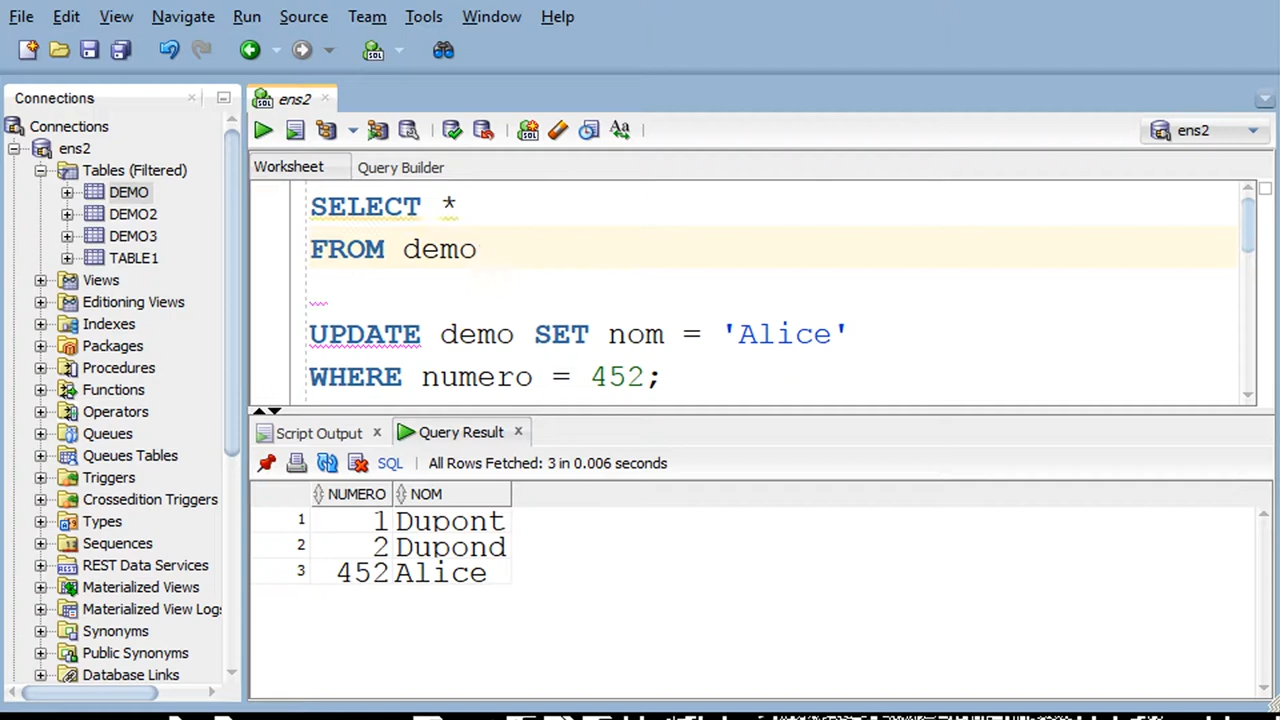 File Edit View Navigate Run Source Team Tools Window Help
Connections
ens2
Connections
ens2
Tables (Filtered)
DEMO
DEMO2
DEMO3
TABLE1
Views
Editioning Views
Indexes
Packages
Procedures
Functions
Operators
Queues
Queues Tables
Triggers
Crossedition Triggers
Types
Sequences
REST Data Services
Materialized Views
Materialized View Logs
Synonyms
Public Synonyms
Database Links
ens2
Worksheet Query Builder
SELECT *
FROM demo
UPDATE demo SET nom = 'Alice'
WHERE numero = 452;
Script Output Query Result
SQL All Rows Fetched: 3 in 0.006 seconds
NUMERO NOM
1 1 Dupont
2 2 Dupond
3 452 Alice